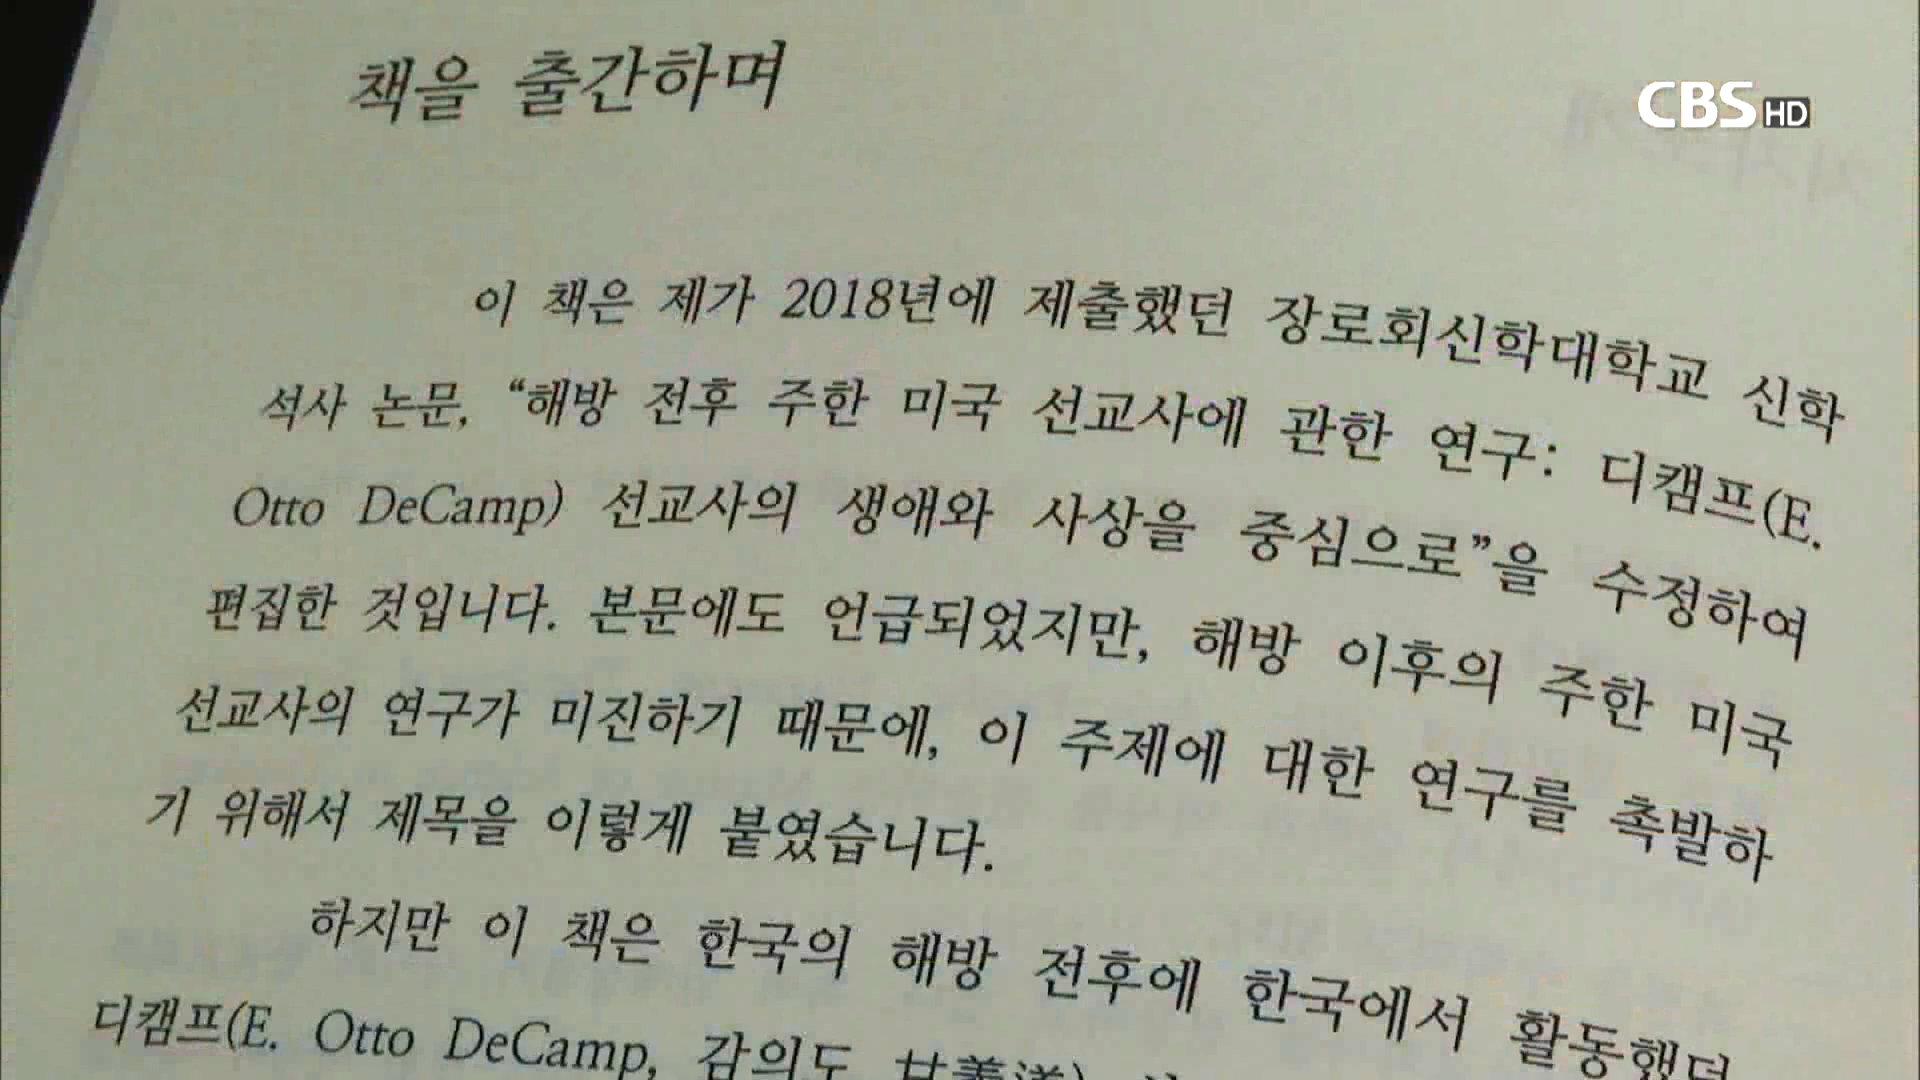 책을 출간하며
CBS HD
이 책은 제가 2018년에 제출했던 장로회신학대학교 신학
석사 논문, “해방 전후 주한 미국 선교사에 관한 연구: 디캠프(E.
Otto DeCamp) 선교사의 생애와 사상을 중심으로”을 수정하여
편집한 것입니다. 본문에도 언급되었지만, 해방 이후의 주한 미국
선교사의 연구가 미진하기 때문에, 이 주제에 대한 연구를 촉발하
기 위해서 제목을 이렇게 붙였습니다.
하지만 이 책은 한국의 해방 전후에 한국에서 활동했던
디캠프(E. Otto DeCamp, 감의도 甘義道)